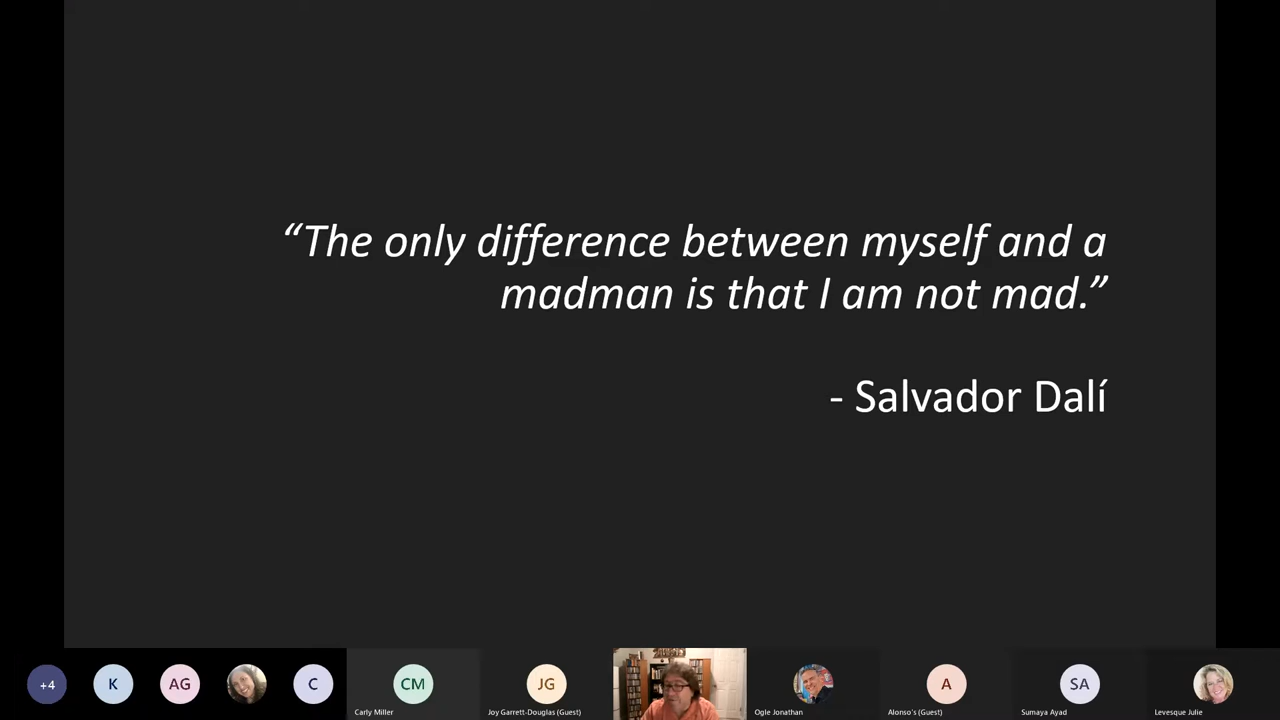 “The only difference between myself and a
madman is that I am not mad.”
- Salvador Dalí
+4
K
AG
C
CM
Carly Miller
JG
Joy Garrett-Douglas (Guest)
Ogle Jonathan
A
Alonso's (Guest)
SA
Sumaya Ayad
Levesque Julie